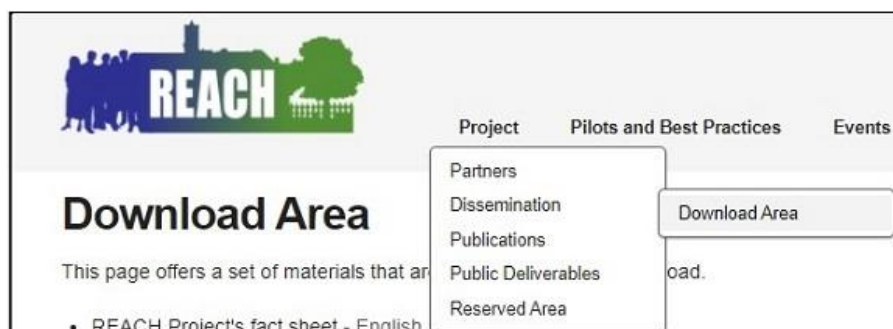 REACH
Project Pilots and Best Practices Events
Partners
Dissemination
Download Area
Publications
Public Deliverables
Reserved Area
Download Area
This page offers a set of materials that ar oad.
• REACH Project's fact sheet - English